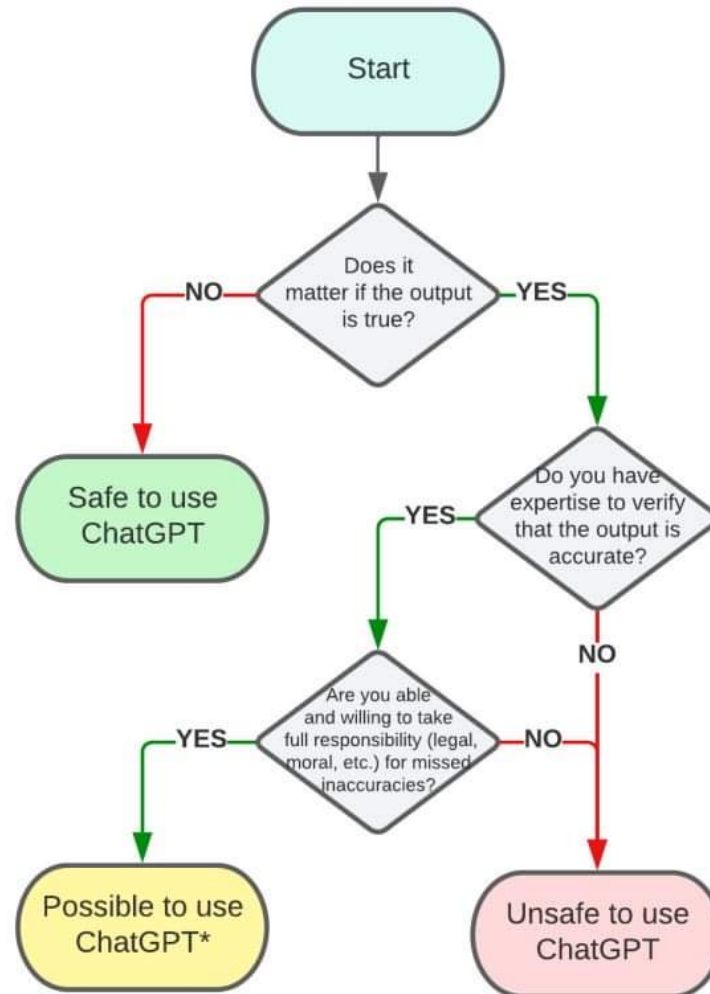 Start
Does it
matter if the output
is true?
NO
YES
Safe to use
ChatGPT
Do you have
expertise to verify
that the output is
accurate?
YES
NO
Are you able
and willing to take
full responsibility (legal,
moral, etc.) for missed
inaccuracies?
YES
NO
Possible to use
ChatGPT*
Unsafe to use
ChatGPT